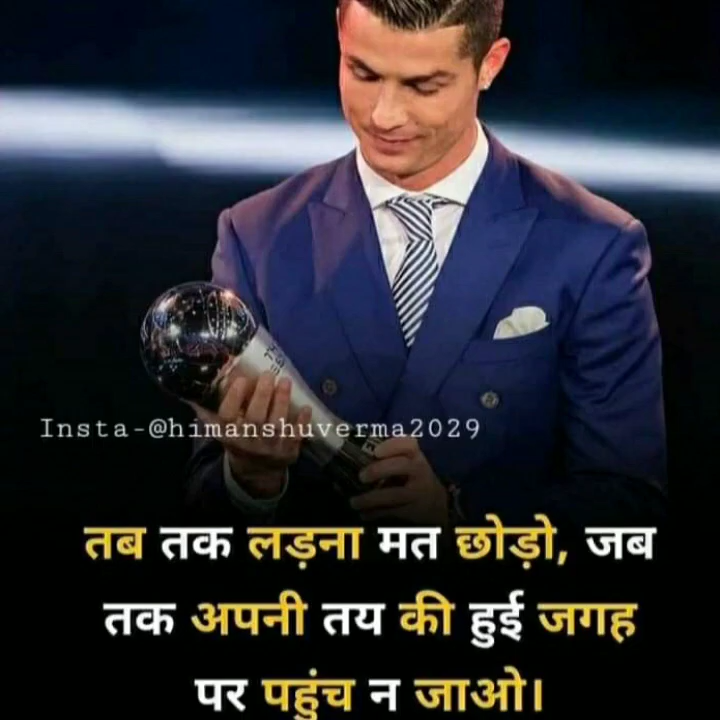 Insta-@himanshuverma2029
तब तक लड़ना मत छोड़ो, जब
तक अपनी तय की हुई जगह
पर पहुंच न जाओ।